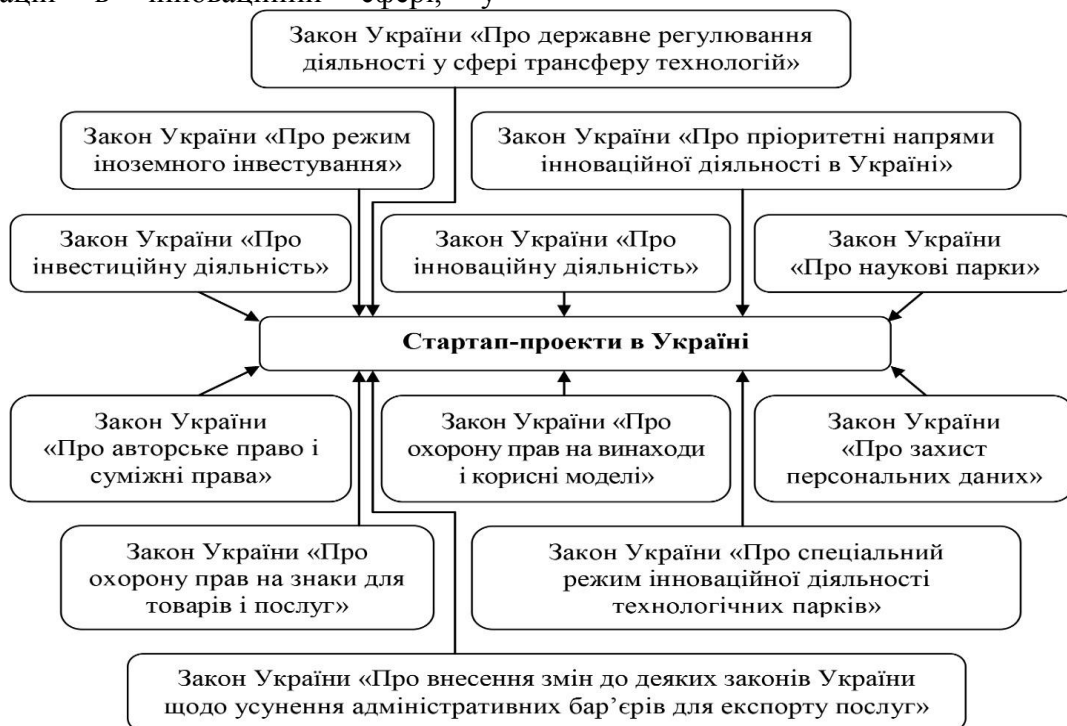 в інноваційній сфері, у
Закон України «Про державне регулювання
діяльності у сфері трансферу технологій»
Закон України «Про режим
іноземного інвестування»
Закон України «Про пріоритетні напрями
інноваційної діяльності в Україні»
Закон України «Про
інвестиційну діяльність»
Закон України «Про
інноваційну діяльність»
Закон України
«Про наукові парки»
Стартап-проекти в Україні
Закон України
«Про авторське право і
суміжні права»
Закон України «Про
охорону прав на винаходи
і корисні моделі»
Закон України
«Про захист
персональних даних»
Закон України «Про
охорону прав на знаки для
товарів і послуг»
Закон України «Про спеціальний
режим інноваційної діяльності
технологічних парків»
Закон України «Про внесення змін до деяких законів України
щодо усунення адміністративних бар’єрів для експорту послуг»